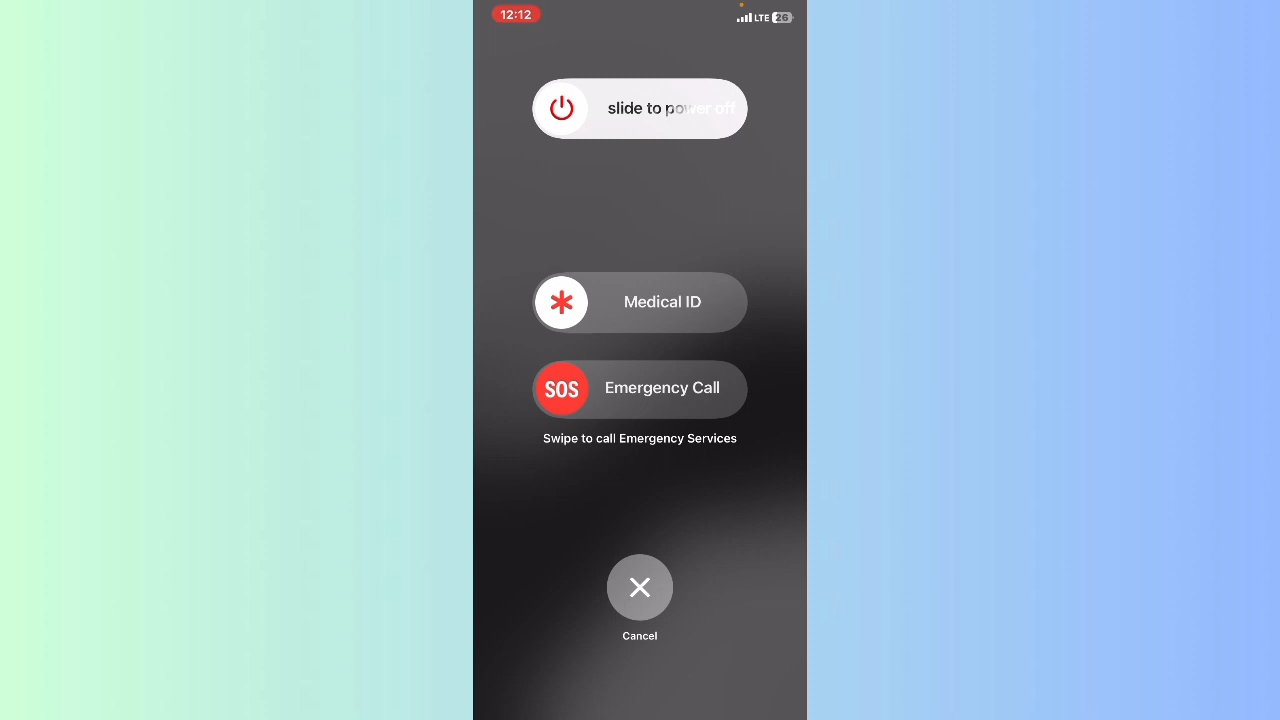 12:12
LTE 26
slide to power off
Medical ID
SOS Emergency Call
Swipe to call Emergency Services
Cancel